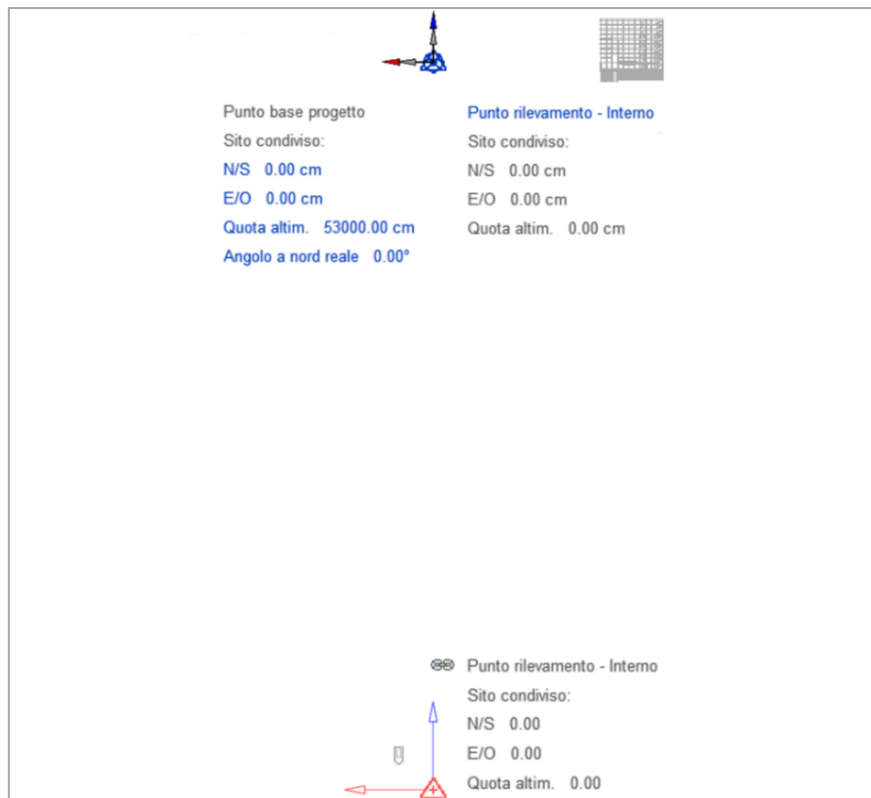 Punto base progetto
Sito condiviso:
N/S 0.00 cm
E/O 0.00 cm
Quota altim. 53000.00 cm
Angolo a nord reale 0.00°
Punto rilevamento - Interno
Sito condiviso:
N/S 0.00 cm
E/O 0.00 cm
Quota altim. 0.00 cm
Punto rilevamento - Interno
Sito condiviso:
N/S 0.00
E/O 0.00
Quota altim. 0.00